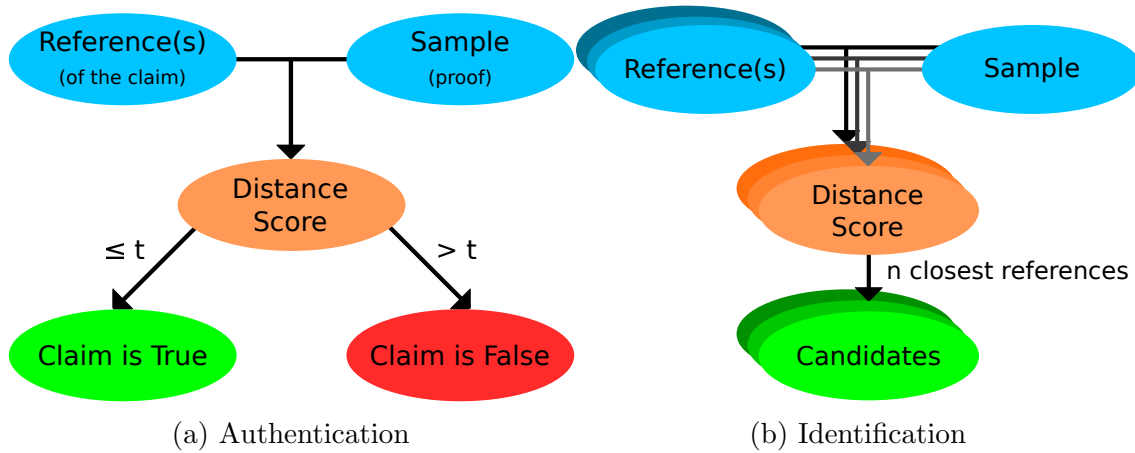 Reference(s)
(of the claim)
Sample
(proof)
Distance
Score
≤ t
> t
Claim is True
Claim is False
(a) Authentication
Reference(s)
Sample
Distance
Score
n closest references
Candidates
(b) Identification